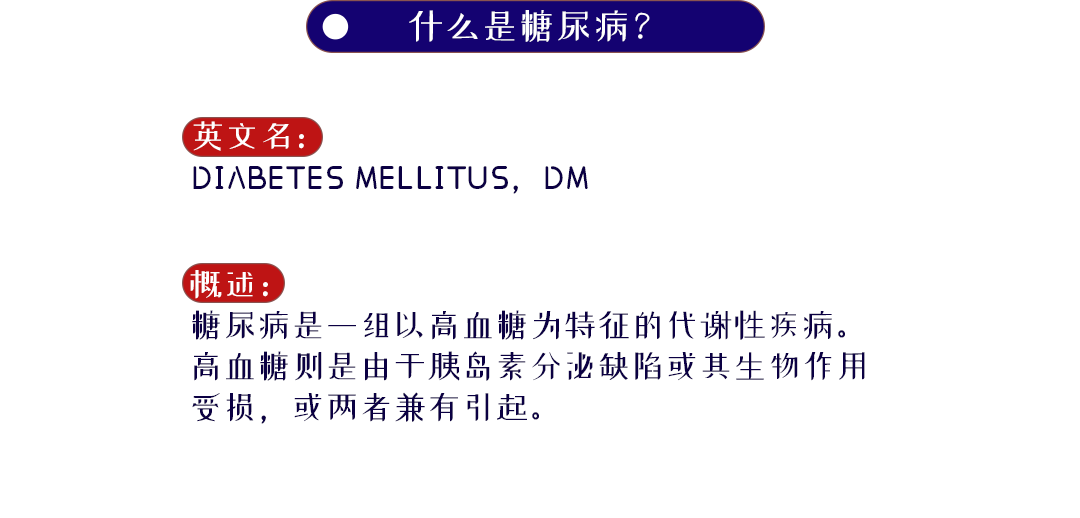 什么是糖尿病？
英文名：
DIABETES MELLITUS，DM
概述：
糖尿病是一组以高血糖为特征的代谢性疾病。
高血糖则是由于胰岛素分泌缺陷或其生物作用
受损，或两者兼有引起。